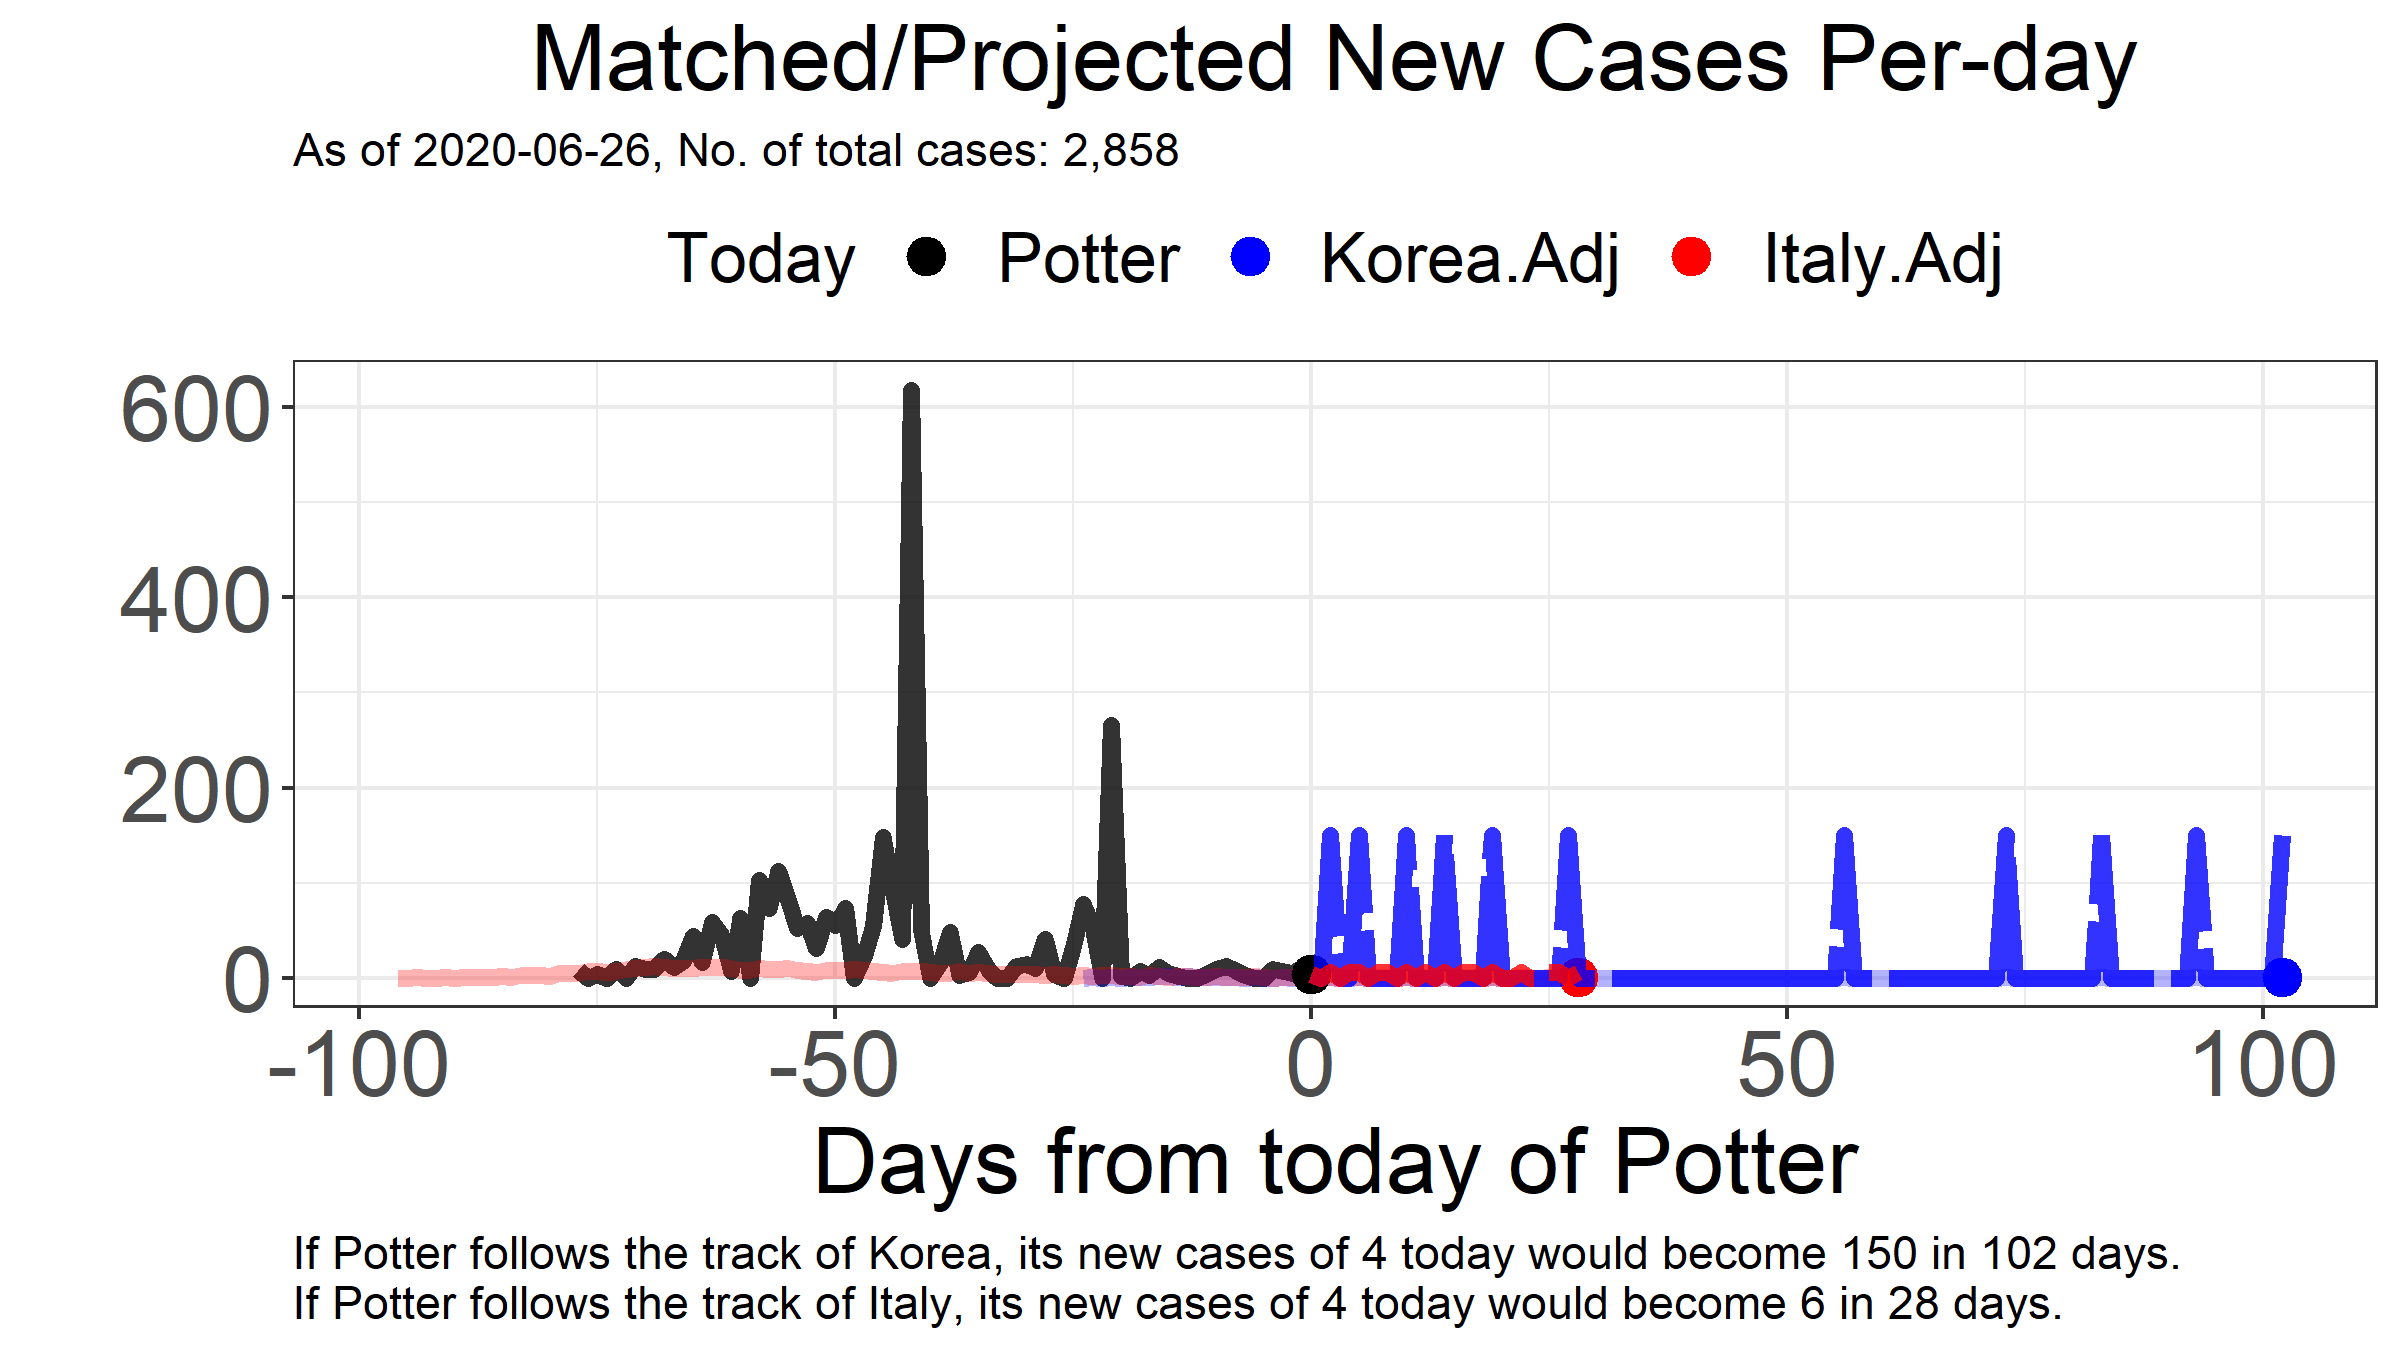 Matched/Projected New Cases Per-day
As of 2020-06-26, No. of total cases: 2,858
Today Potter Korea.Adj Italy.Adj
600
400
200
0
-100 -50 0 50 100
Days from today of Potter
If Potter follows the track of Korea, its new cases of 4 today would become 150 in 102 days.
If Potter follows the track of Italy, its new cases of 4 today would become 6 in 28 days.